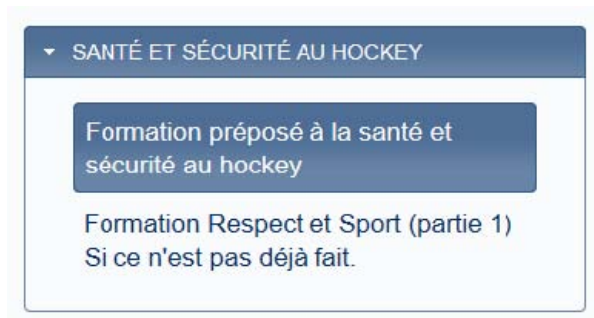 SANTÉ ET SÉCURITÉ AU HOCKEY
Formation préposé à la santé et
sécurité au hockey
Formation Respect et Sport (partie 1)
Si ce n'est pas déjà fait.